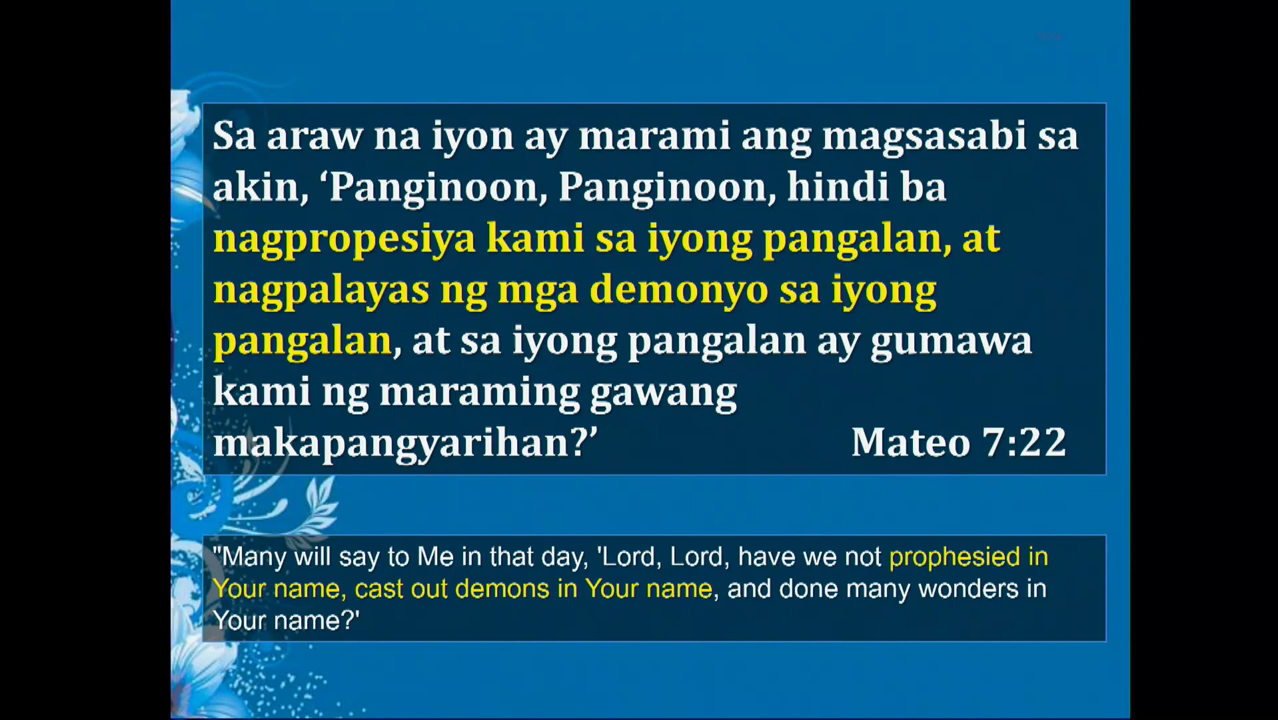 Sa araw na iyon ay marami ang magsasabi sa
akin, ‘Panginoon, Panginoon, hindi ba
nagpropesiya kami sa iyong pangalan, at
nagpalayas ng mga demonyo sa iyong
pangalan, at sa iyong pangalan ay gumawa
kami ng maraming gawang
makapangyarihan?’ Mateo 7:22
"Many will say to Me in that day, 'Lord, Lord, have we not prophesied in
Your name, cast out demons in Your name, and done many wonders in
Your name?'